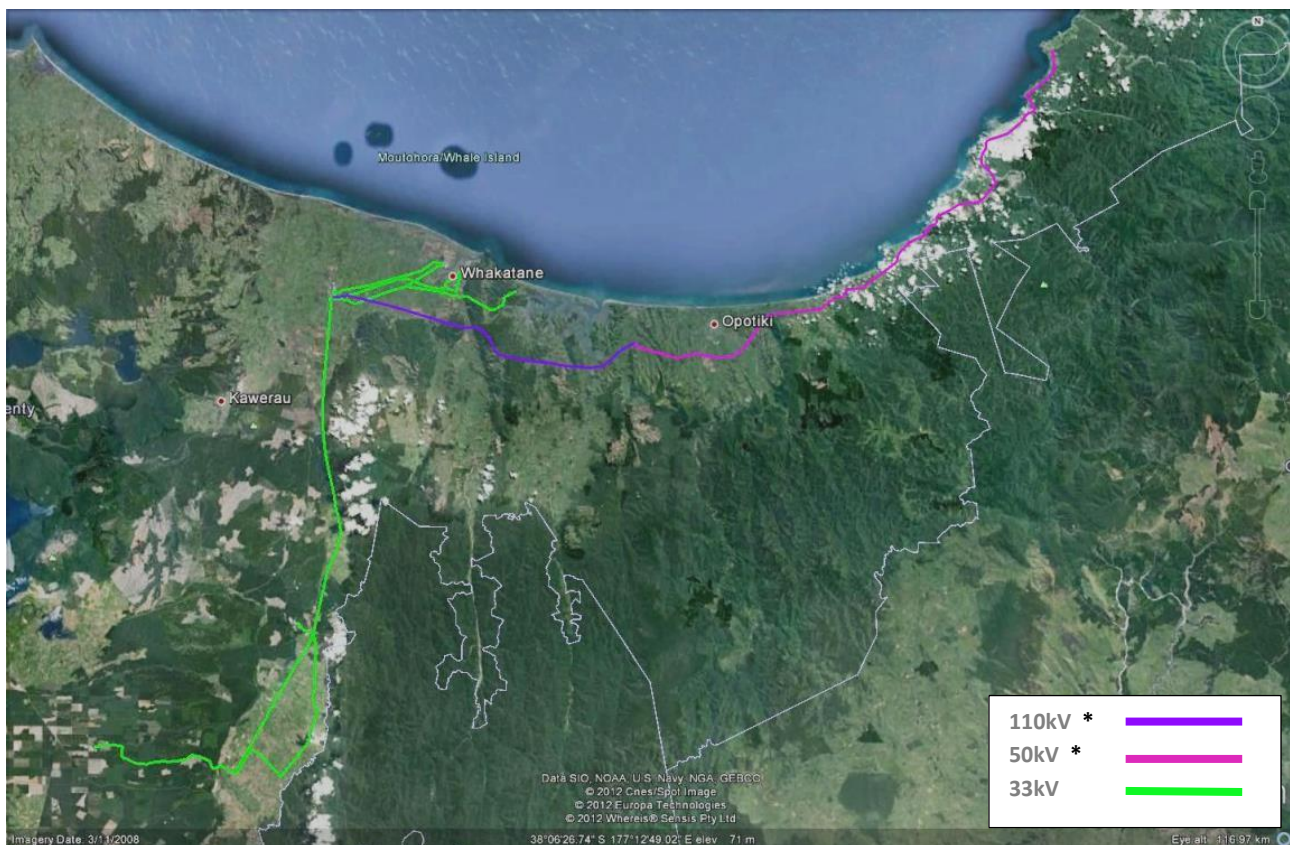 N
Moutohora/Whale Island
Whakatane
Opotiki
Kawerau
enty
110kV *
50kV *
33kV
Data SIO, NOAA, U.S. Navy, NGA, GEBCO
© 2012 Cnes/Spot Image
© 2012 Europa Technologies
© 2012 Whereis® Sensis Pty Ltd
Imagery Date: 3/11/2008
38°06'26.74" S 177°12'49.02" E elev 71 m
Eye alt 116.97 km